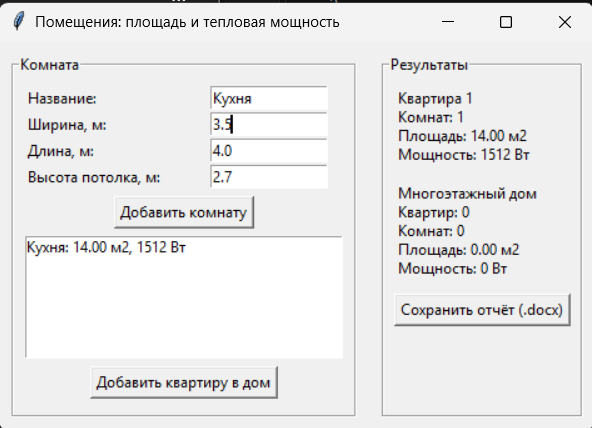 Помещения: площадь и тепловая мощность
Комната
Название: Кухня
Ширина, м: 3.5
Длина, м: 4.0
Высота потолка, м: 2.7
Добавить комнату
Кухня: 14.00 м2, 1512 Вт
Добавить квартиру в дом
Результаты
Квартира 1
Комнат: 1
Площадь: 14.00 м2
Мощность: 1512 Вт
Многоэтажный дом
Квартир: 0
Комнат: 0
Площадь: 0.00 м2
Мощность: 0 Вт
Сохранить отчёт (.docx)